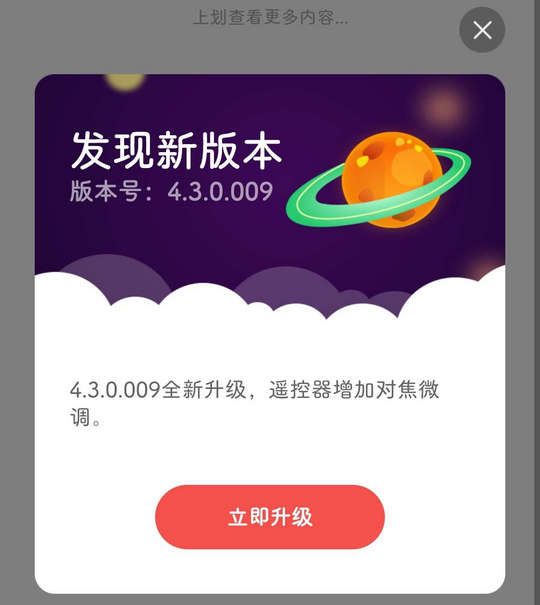 上划查看更多内容...
发现新版本
版本号：4.3.0.009
4.3.0.009全新升级，遥控器增加对焦微
调。
立即升级